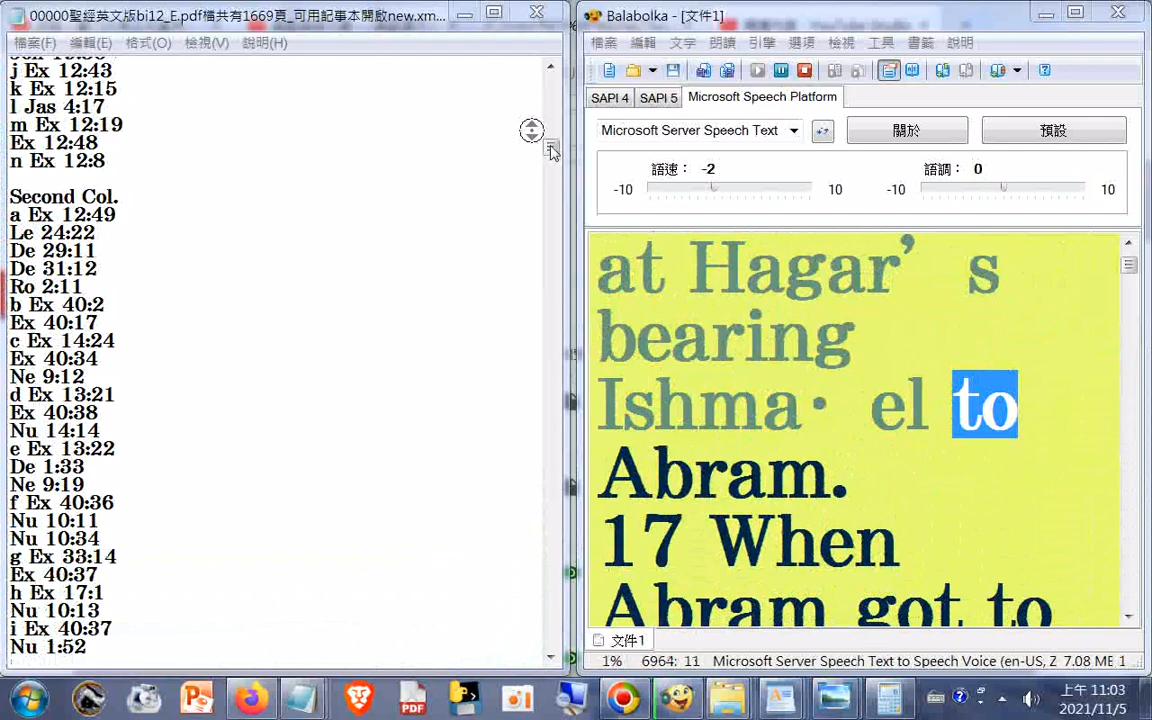 00000聖經英文版bi12_E.pdf檔共有1669頁_可用記事本開啟new.xm...
檔案(F) 編輯(E) 格式(O) 檢視(V) 說明(H)
j Ex 12:43
k Ex 12:15
l Jas 4:17
m Ex 12:19
Ex 12:48
n Ex 12:8
Second Col.
a Ex 12:49
Le 24:22
De 29:11
De 31:12
Ro 2:11
b Ex 40:2
Ex 40:17
c Ex 14:24
Ex 40:34
Ne 9:12
d Ex 13:21
Ex 40:38
Nu 14:14
e Ex 13:22
De 1:33
Ne 9:19
f Ex 40:36
Nu 10:11
Nu 10:34
g Ex 33:14
Ex 40:37
h Ex 17:1
Nu 10:13
i Ex 40:37
Nu 1:52
Balabolka - [文件1]
檔案 編輯 文字 朗讀 引擎 選項 檢視 工具 書籤 說明
SAPI 4 SAPI 5 Microsoft Speech Platform
Microsoft Server Speech Text 關於 預設
語速： -2 語調： 0
-10 10 -10 10
at Hagar’ s
bearing
Ishma· el to
Abram.
17 When
Abram got to
文件1
1% 6964: 11 Microsoft Server Speech Text to Speech Voice (en-US, Z 7.08 ME 1
上午 11:03
2021/11/5